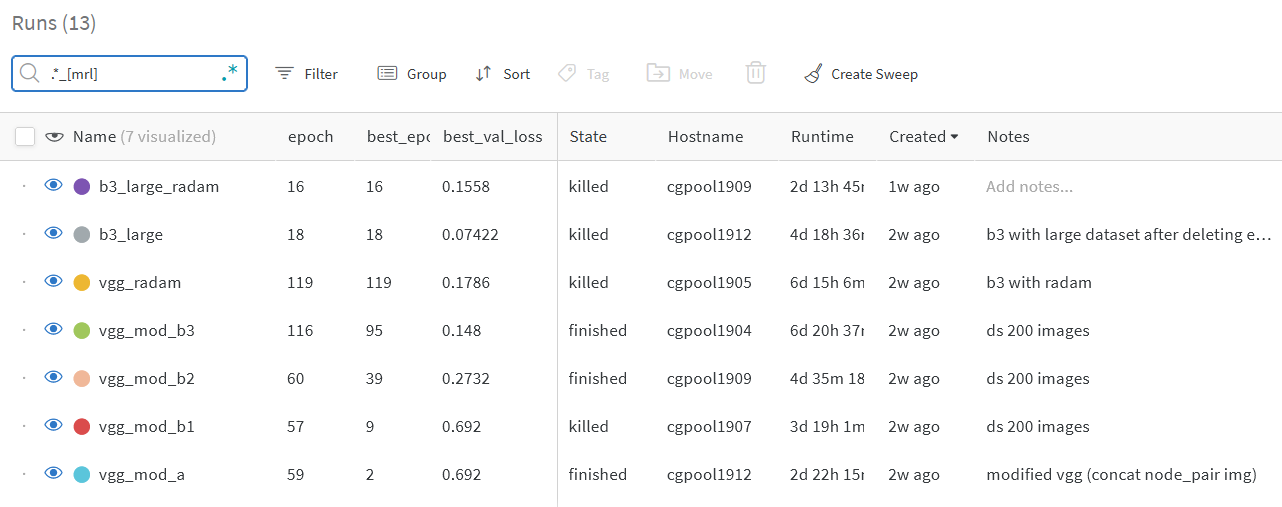 Runs (13)
.*_[mrl] .*
Filter Group Sort Tag Move Create Sweep
Name (7 visualized) epoch best_epo best_val_loss State Hostname Runtime Created Notes
b3_large_radam 16 16 0.1558 killed cgpool1909 2d 13h 45 1w ago Add notes...
b3_large 18 18 0.07422 killed cgpool1912 4d 18h 36 2w ago b3 with large dataset after deleting e...
vgg_radam 119 119 0.1786 killed cgpool1905 6d 15h 6m 2w ago b3 with radam
vgg_mod_b3 116 95 0.148 finished cgpool1904 6d 20h 37 2w ago ds 200 images
vgg_mod_b2 60 39 0.2732 finished cgpool1909 4d 35m 18 2w ago ds 200 images
vgg_mod_b1 57 9 0.692 killed cgpool1907 3d 19h 1m 2w ago ds 200 images
vgg_mod_a 59 2 0.692 finished cgpool1912 2d 22h 15 2w ago modified vgg (concat node_pair img)